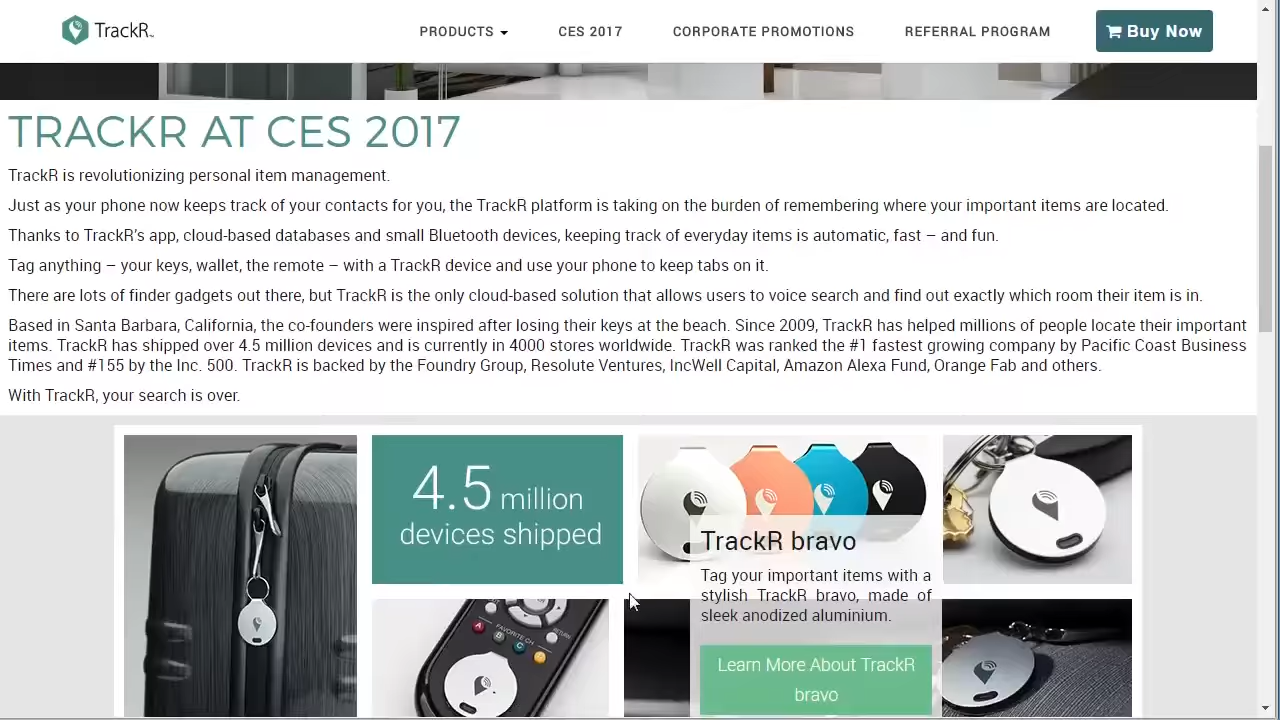 TrackR
PRODUCTS
CES 2017
CORPORATE PROMOTIONS
REFERRAL PROGRAM
Buy Now
TRACKR AT CES 2017
TrackR is revolutionizing personal item management.
Just as your phone now keeps track of your contacts for you, the TrackR platform is taking on the burden of remembering where your important items are located.
Thanks to TrackR’s app, cloud-based databases and small Bluetooth devices, keeping track of everyday items is automatic, fast – and fun.
Tag anything – your keys, wallet, the remote – with a TrackR device and use your phone to keep tabs on it.
There are lots of finder gadgets out there, but TrackR is the only cloud-based solution that allows users to voice search and find out exactly which room their item is in.
Based in Santa Barbara, California, the co-founders were inspired after losing their keys at the beach. Since 2009, TrackR has helped millions of people locate their important
items. TrackR has shipped over 4.5 million devices and is currently in 4000 stores worldwide. TrackR was ranked the #1 fastest growing company by Pacific Coast Business
Times and #155 by the Inc. 500. TrackR is backed by the Foundry Group, Resolute Ventures, IncWell Capital, Amazon Alexa Fund, Orange Fab and others.
With TrackR, your search is over.
4.5 million
devices shipped
TrackR bravo
Tag your important items with a
stylish TrackR bravo, made of
sleek anodized aluminium.
Learn More About TrackR
bravo
FAVORITE CH
RETURN
A
B
C
D